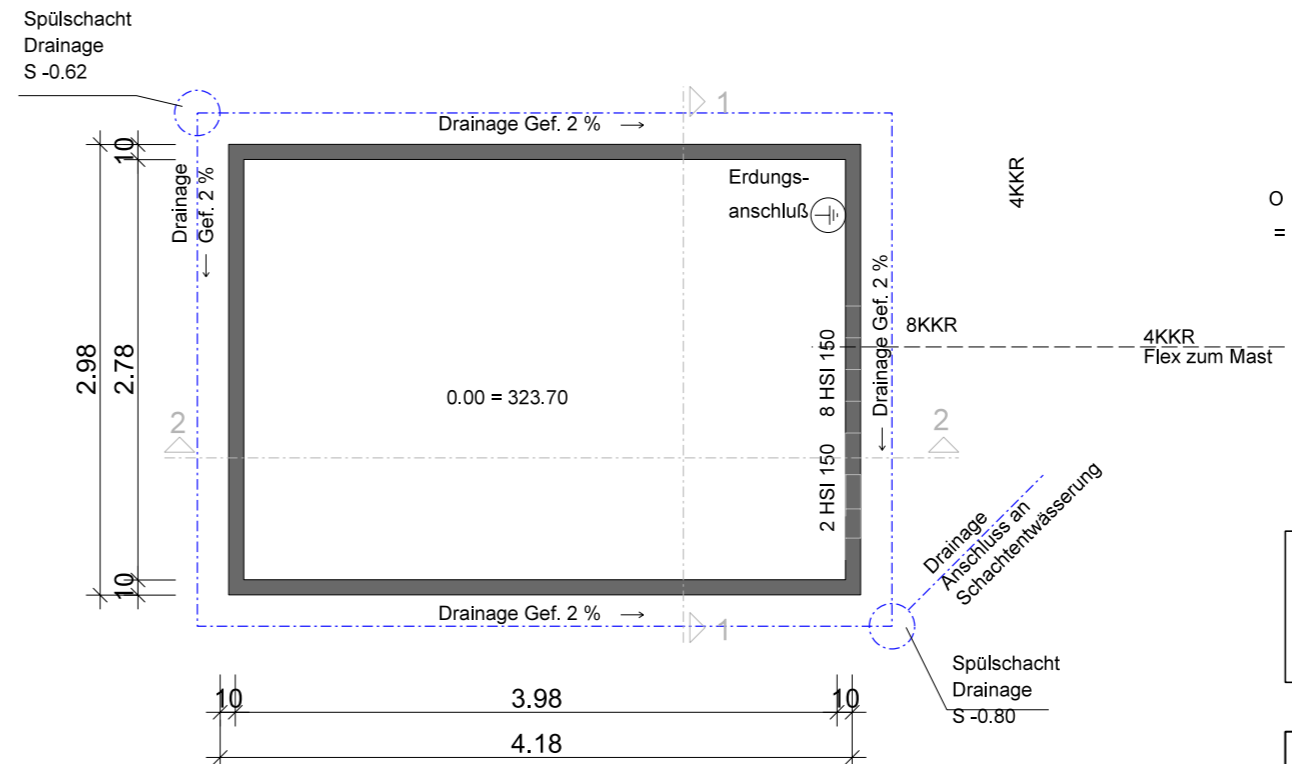 Spülschacht
Drainage
S -0.62
1
Drainage Gef. 2 % →
10
Drainage
Gef. 2 %
→
Erdungs-
anschluß
4KKR
O
=
2.98
2.78
8 HSI 150
Drainage Gef. 2 %
→
8KKR
4KKR
Flex zum Mast
0.00 = 323.70
2
2
2 HSI 150
Drainage
Anschluss an
Schachtentwässerung
10
Drainage Gef. 2 % →
1
Spülschacht
Drainage
S -0.80
10
3.98
10
4.18